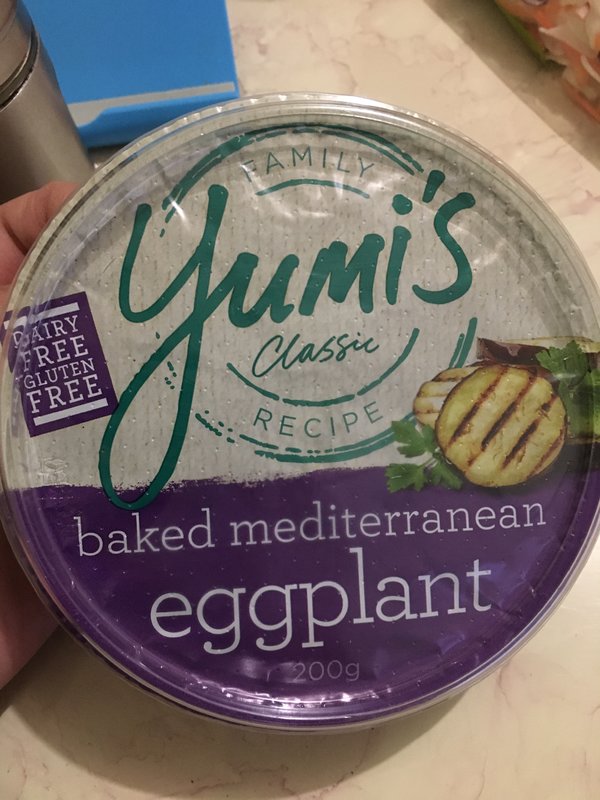 FAMILY
yumi's
Classic
RECIPE
DAIRY
FREE
GLUTEN
FREE
baked mediterranean
eggplant
200g